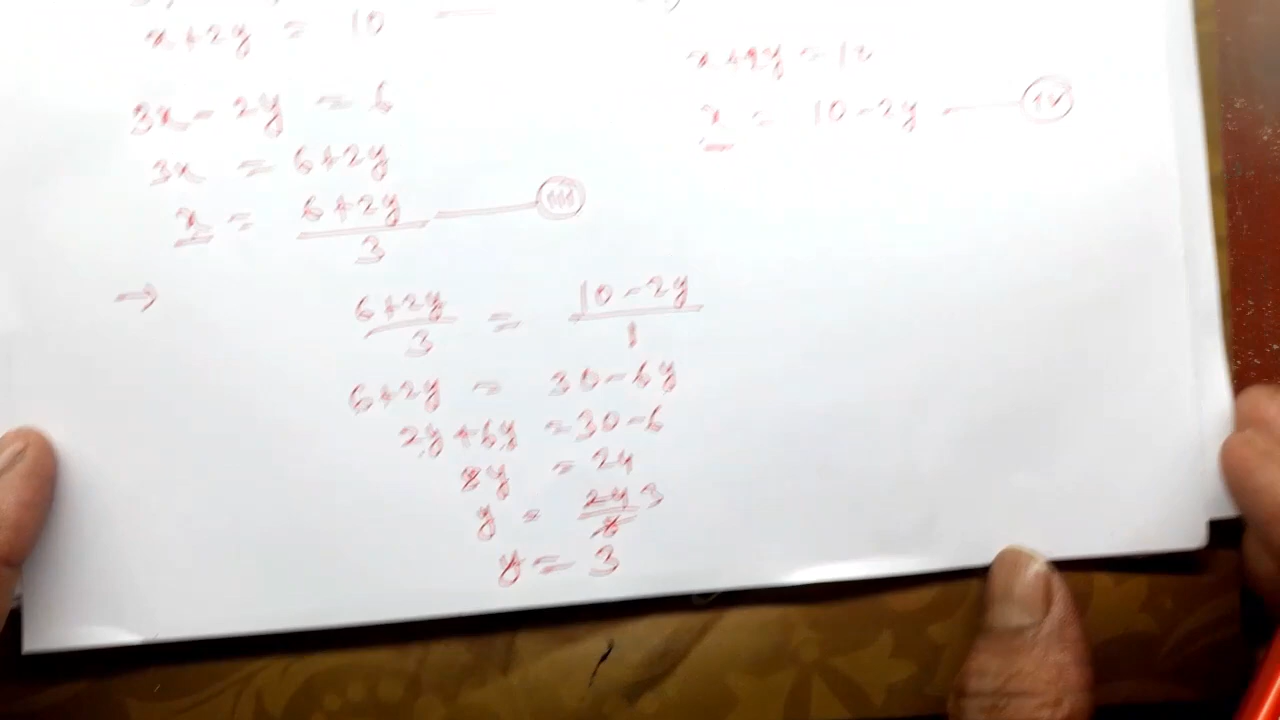 x+2y = 10
3x - 2y = 6
3x = 6+2y
x = 6+2y / 3 (III)
x+2y = 10
x = 10-2y (IV)
→ 6+2y / 3 = 10-2y / 1
6+2y = 30-6y
2y+6y = 30-6
8y = 24
y = 24 / 8 3
y = 3